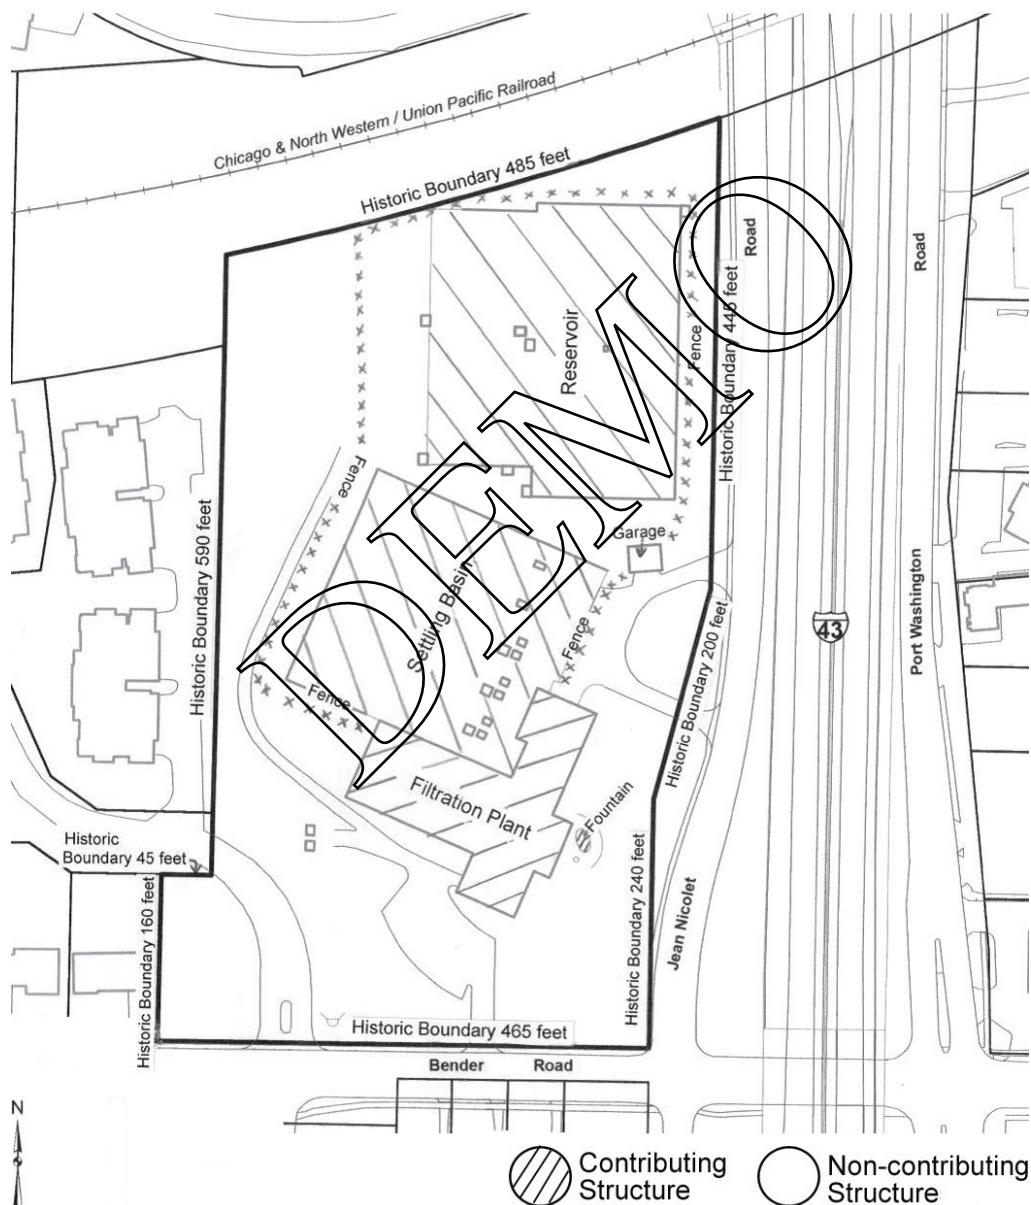 Chicago & North Western / Union Pacific Railroad
Historic Boundary 485 feet
Road
Road
Historic Boundary 445 feet
Fence
Reservoir
DEMO
Fence
Garage
Historic Boundary 590 feet
Settling Basin
Fence
43
Port Washington
Historic Boundary 200 feet
Fence
Filtration Plant
Fountain
Historic
Boundary 45 feet
Historic Boundary 160 feet
Historic Boundary 240 feet
Jean Nicolet
Historic Boundary 465 feet
Bender Road
N
Contributing
Structure
Non-contributing
Structure